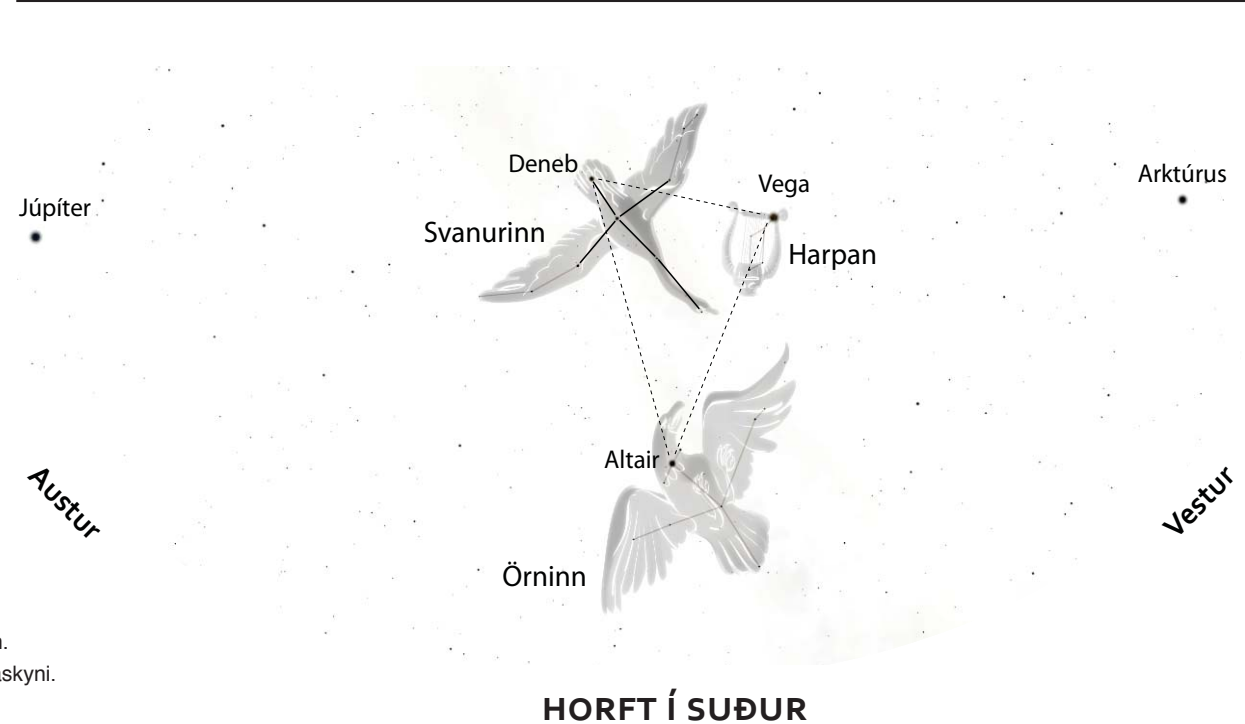 Deneb
Vega
Arktúrus
Júpíter
Svanurinn
Harpan
Altair
Austur
Vestur
Örninn
HORFT Í SUÐUR